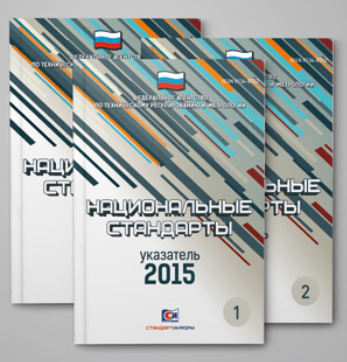 ФЕДЕРАЛЬНОЕ АГЕНТСТВО
ПО ТЕХНИЧЕСКОМУ РЕГУЛИРОВАНИЮ И МЕТРОЛОГИИ
НАЦИОНАЛЬНЫЕ
СТАНДАРТЫ
указатель
2015
1
СТАНДАРТИНФОРМ
2